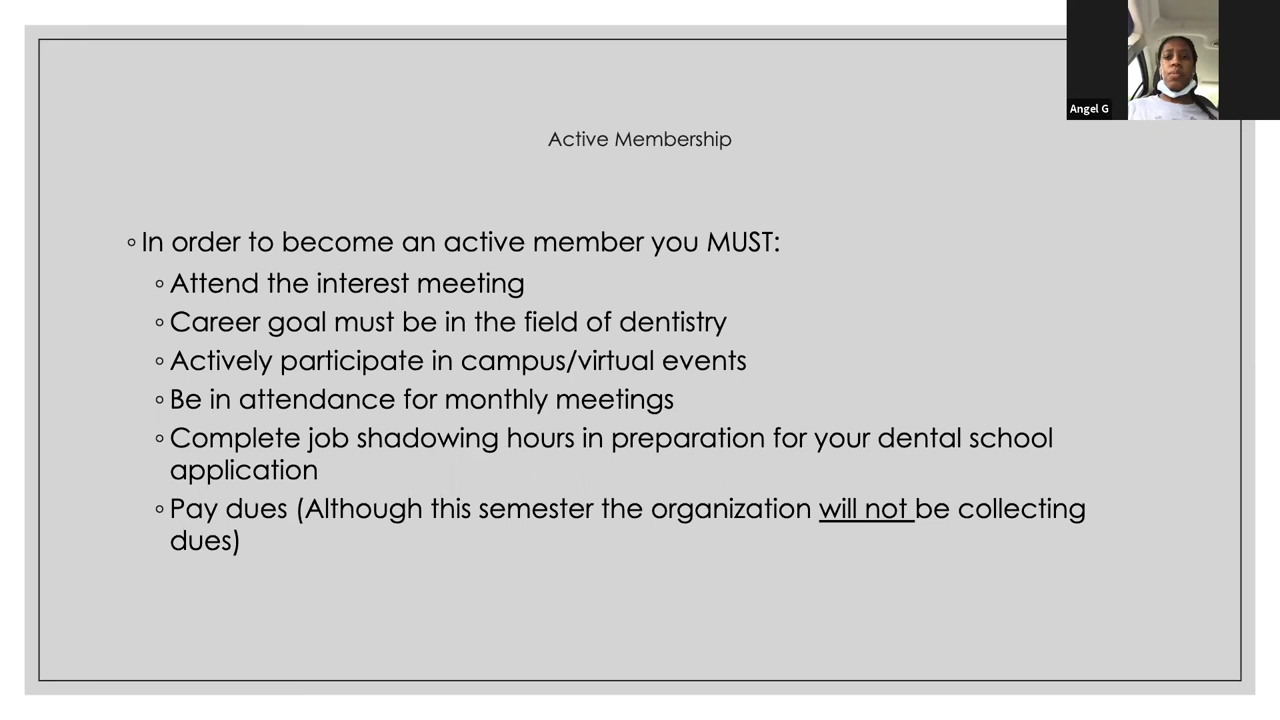 Angel G
Active Membership
◦ In order to become an active member you MUST:
◦ Attend the interest meeting
◦ Career goal must be in the field of dentistry
◦ Actively participate in campus/virtual events
◦ Be in attendance for monthly meetings
◦ Complete job shadowing hours in preparation for your dental school
application
◦ Pay dues (Although this semester the organization will not be collecting
dues)